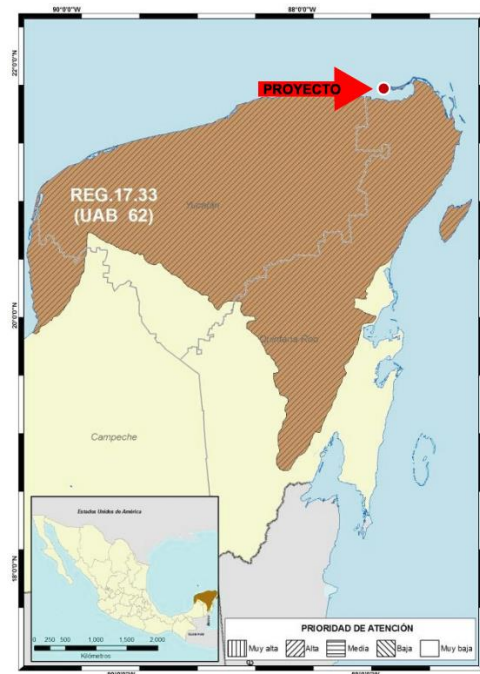 90°0'0"W
88°0'0"W
22°0'0"N
PROYECTO
REG.17.33
(UAB 62)
Yucatán
20°0'0"N
Quintana Roo
Campeche
18°0'0"N
Estados Unidos de América
0 250 500 1,000 1,500 2,000
Kilómetros
PRIORIDAD DE ATENCIÓN
Muy alta Alta Media Baja Muy baja